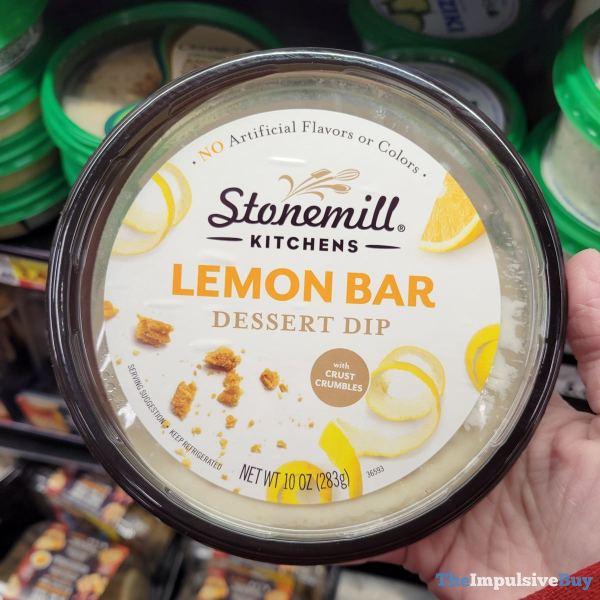 • NO Artificial Flavors or Colors •
Stonemill®
KITCHENS
LEMON BAR
DESSERT DIP
with
CRUST
CRUMBLES
SERVING SUGGESTION • KEEP REFRIGERATED
NET WT 10 OZ (283g)
36593
TheImpulsiveBuy